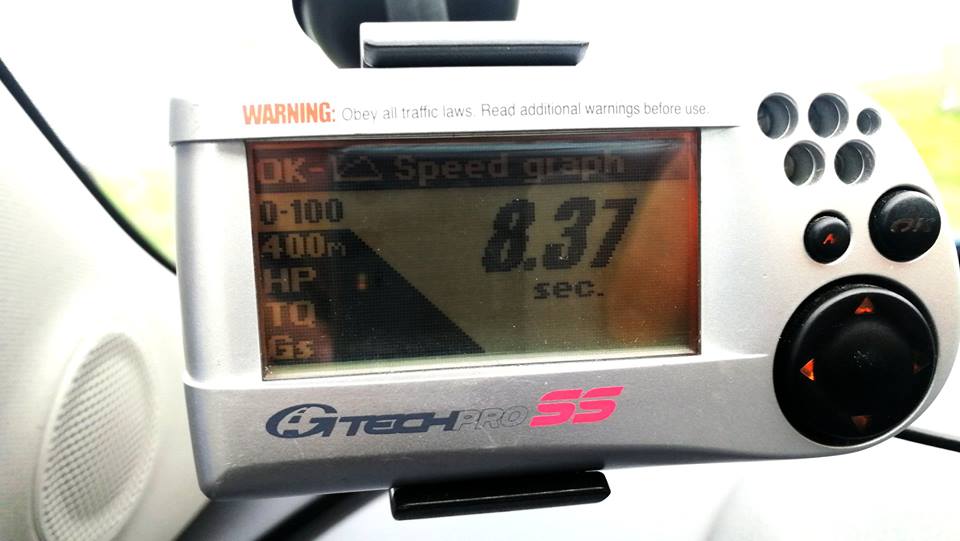 WARNING: Obey all traffic laws. Read additional warnings before use.
OK- Speed graph
0-100
8.37
400m
sec.
HP
TQ
Gs
OK
GTECHPRO SS